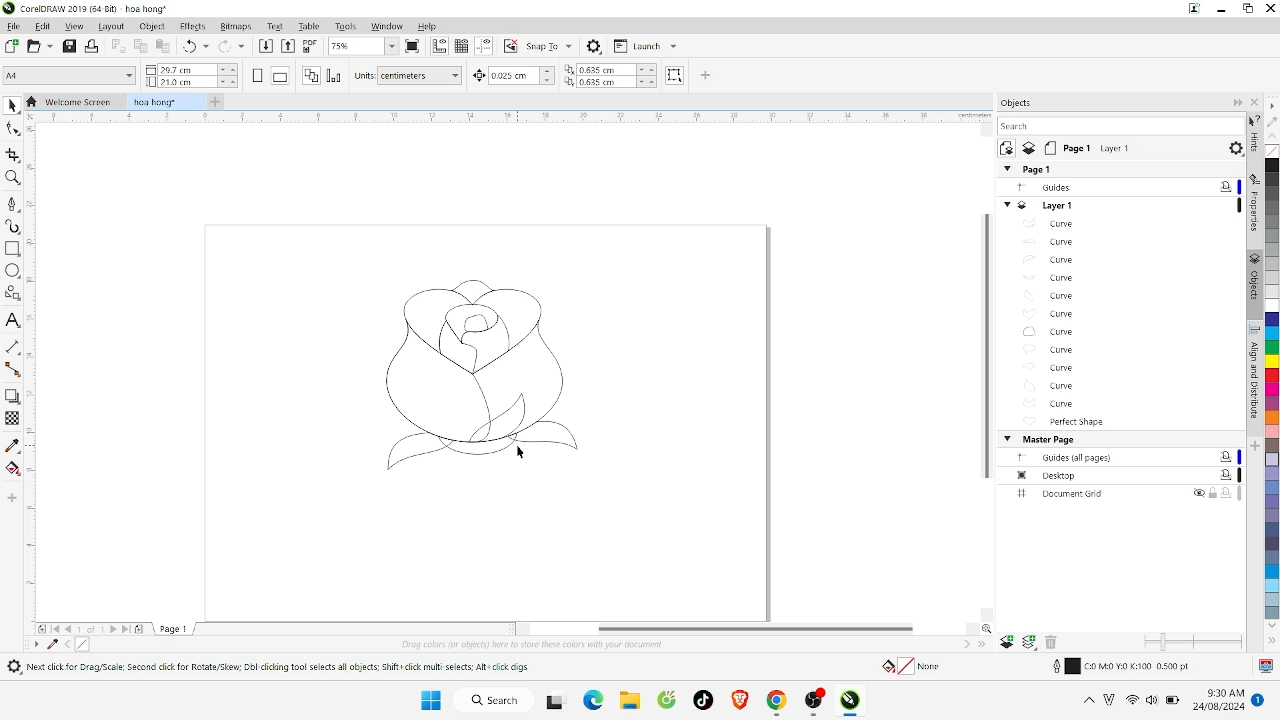 CorelDRAW 2019 (64-Bit) - hoa hong*
File Edit View Layout Object Effects Bitmaps Text Table Tools Window Help
PDF 75% Snap To Launch
A4 29.7 cm 21.0 cm Units: centimeters 0.025 cm 0.635 cm 0.635 cm
Welcome Screen hoa hong*
centimeters
Objects
Search
Page 1 Layer 1
Page 1
Guides
Layer 1
Curve
Curve
Curve
Curve
Curve
Curve
Curve
Curve
Curve
Curve
Curve
Perfect Shape
Master Page
Guides (all pages)
Desktop
Document Grid
Hints
Properties
Objects
Align and Distribute
1 of 1 Page 1
Drag colors (or objects) here to store these colors with your document
Next click for Drag/Scale; Second click for Rotate/Skew; Dbl-clicking tool selects all objects; Shift+click multi-selects; Alt+click digs
None
C:0 M:0 Y:0 K:100 0.500 pt
Search
9:30 AM
24/08/2024
1